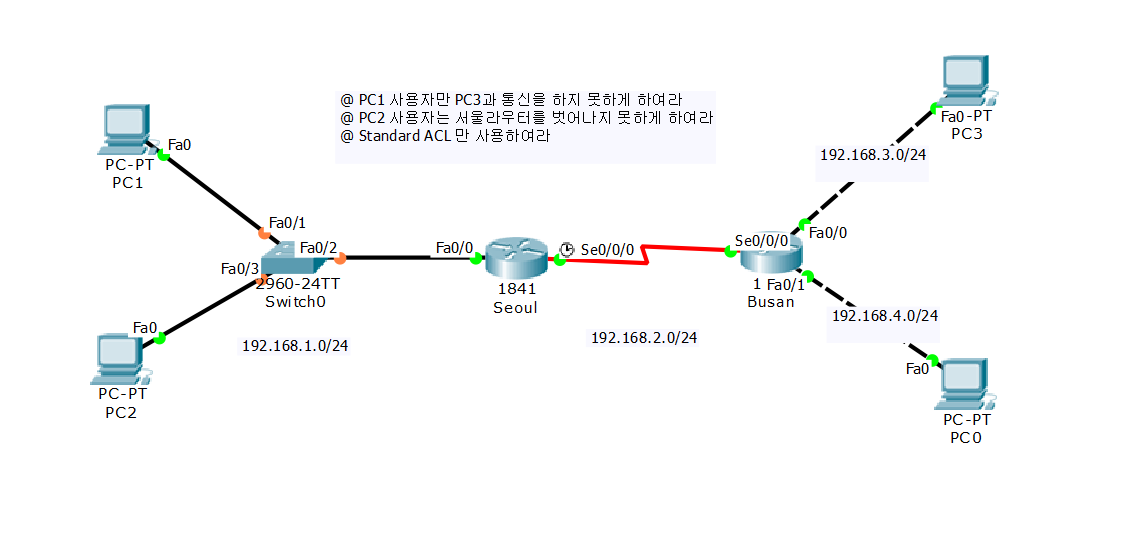 @ PC1 사용자만 PC3과 통신을 하지 못하게 하여라
@ PC2 사용자는 서울라우터를 벗어나지 못하게 하여라
@ Standard ACL 만 사용하여라
Fa0
PC-PT
PC1
Fa0/1
Fa0/2
Fa0/3
2960-24TT
Switch0
Fa0
PC-PT
PC2
192.168.1.0/24
Fa0/0
Se0/0/0
1841
Seoul
192.168.2.0/24
Se0/0/0
Fa0/0
1 Fa0/1
Busan
192.168.3.0/24
Fa0-PT
PC3
192.168.4.0/24
Fa0
PC-PT
PC0